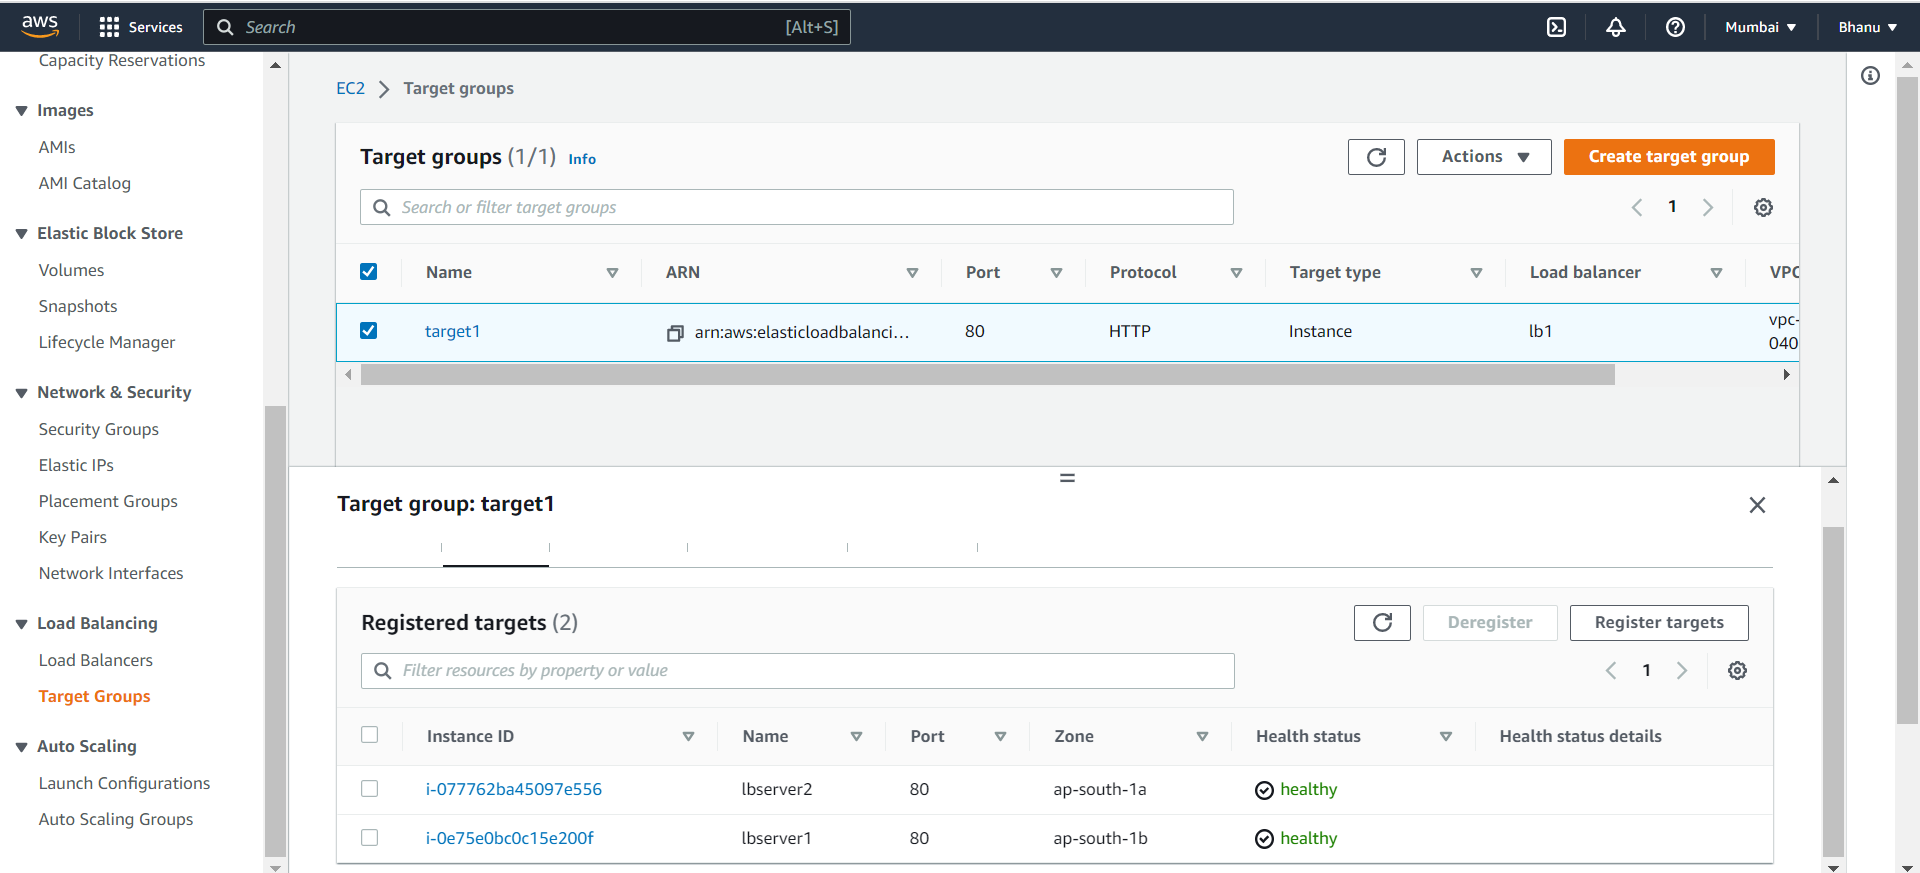 aws
Services
Search
[Alt+S]
Mumbai
Bhanu
Capacity Reservations
Images
AMIs
AMI Catalog
Elastic Block Store
Volumes
Snapshots
Lifecycle Manager
Network & Security
Security Groups
Elastic IPs
Placement Groups
Key Pairs
Network Interfaces
Load Balancing
Load Balancers
Target Groups
Auto Scaling
Launch Configurations
Auto Scaling Groups
EC2 Target groups
Target groups (1/1) Info
Actions
Create target group
Search or filter target groups
1
Name ARN Port Protocol Target type Load balancer VPC
target1 arn:aws:elasticloadbalanci... 80 HTTP Instance lb1 vpc-
040
Target group: target1
Registered targets (2)
Deregister
Register targets
Filter resources by property or value
1
Instance ID Name Port Zone Health status Health status details
i-077762ba45097e556 lbserver2 80 ap-south-1a healthy
i-0e75e0bc0c15e200f lbserver1 80 ap-south-1b healthy